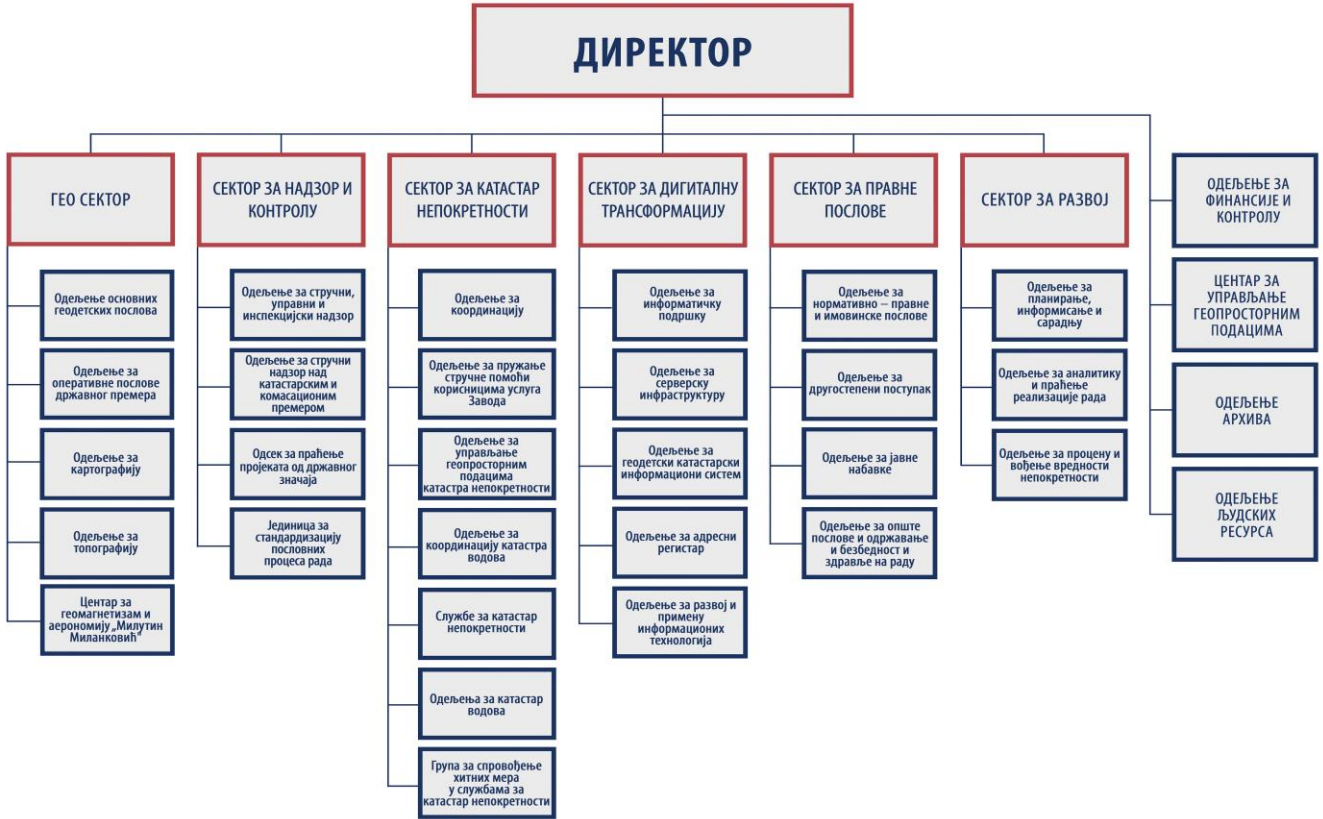 ДИРЕКТОР
ГЕО СЕКТОР
Одељење основних
геодетских послова
Одељење за
оперативне послове
државног премера
Одељење за
картографију
Одељење за
топографију
Центар за
геомагнетизам и
аерономију „Милутин
Миланковић“
СЕКТОР ЗА НАДЗОР И
КОНТРОЛУ
Одељење за стручни,
управни и
инспекцијски надзор
Одељење за стручни
надзор над
катастарским и
комасационим
премером
Одсек за праћење
пројеката од државног
значаја
Јединица за
стандардизацију
пословних
процеса рада
СЕКТОР ЗА КАТАСТАР
НЕПОКРЕТНОСТИ
Одељење за
координацију
Одељење за пружање
стручне помоћи
корисницима услуга
Завода
Одељење за
управљање
геопросторним
подацима
катастра непокретности
Одељење за
координацију катастра
водова
Службе за катастар
непокретности
Одељења за катастар
водова
Група за спровођење
хитних мера
у службама за
катастар непокретности
СЕКТОР ЗА ДИГИТАЛНУ
ТРАНСФОРМАЦИЈУ
Одељење за
информатичку
подршку
Одељење за
серверску
инфраструктуру
Одељење за
геодетски катастарски
информациони систем
Одељење за адресни
регистар
Одељење за развој и
примену
информационих
технологија
СЕКТОР ЗА ПРАВНЕ
ПОСЛОВЕ
Одељење за
нормативно – правне
и имовинске послове
Одељење за
другостепени поступак
Одељење за јавне
набавке
Одељење за опште
послове и одржавање
и безбедност и
здравље на раду
СЕКТОР ЗА РАЗВОЈ
Одељење за
планирање,
информисање и
сарадњу
Одељење за аналитику
и праћење
реализације рада
Одељење за процену и
вођење вредности
непокретности
ОДЕЉЕЊЕ ЗА
ФИНАНСИЈЕ И
КОНТРОЛУ
ЦЕНТАР ЗА
УПРАВЉАЊЕ
ГЕОПРОСТОРНИМ
ПОДАЦИМА
ОДЕЉЕЊЕ
АРХИВА
ОДЕЉЕЊЕ
ЉУДСКИХ
РЕСУРСА